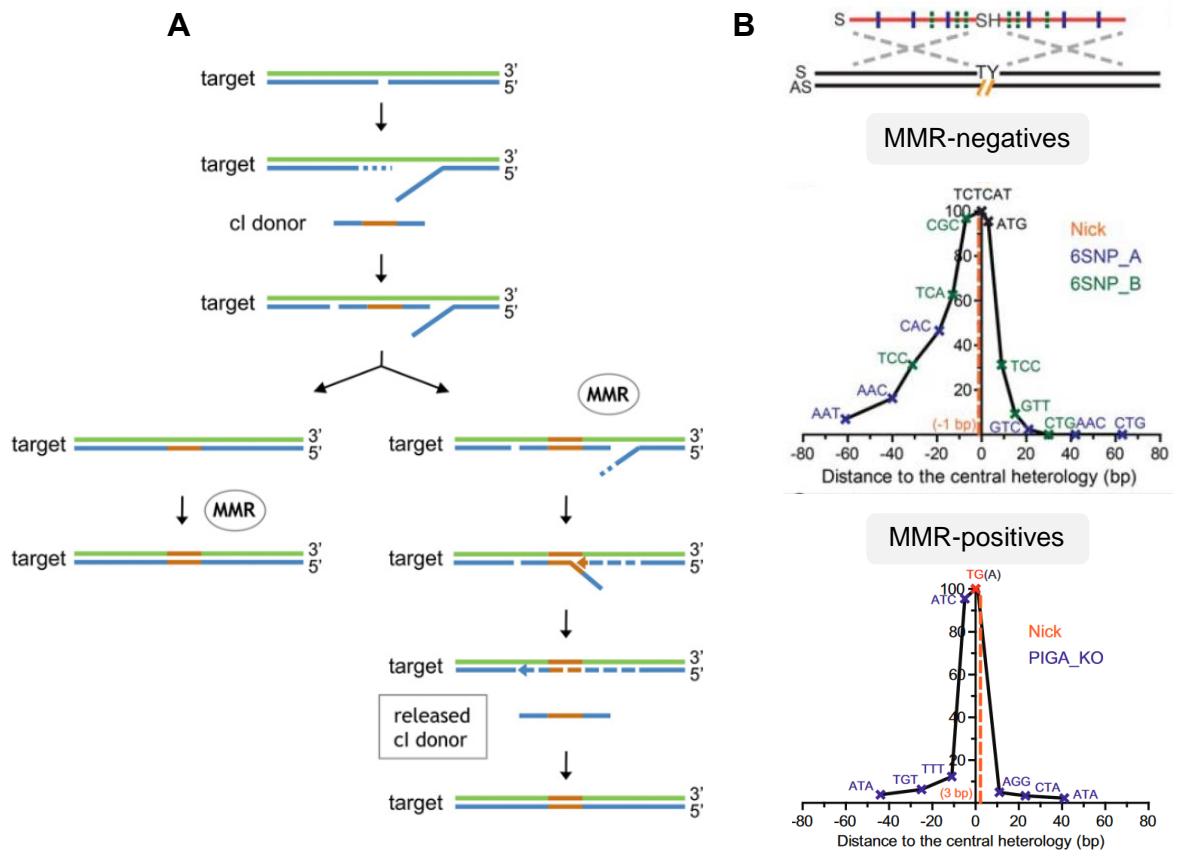 A
target
3’
5’
target
3’
5’
cI donor
target
3’
5’
MMR
target
3’
5’
target
3’
5’
MMR
target
3’
5’
target
3’
5’
target
3’
5’
released
cI donor
target
3’
5’
B
S
SH
S
TY
AS
MMR-negatives
TCTCAT
100
CGC
ATG
Nick
80
6SNP_A
TCA
6SNP_B
60
CAC
40
TCC
TCC
AAC
20
GTT
AAT
(-1 bp)
GTC
CTG
AAC
CTG
-80 -60 -40 -20 0 20 40 60 80
Distance to the central heterology (bp)
MMR-positives
TG(A)
100
ATC
80
Nick
PIGA_KO
60
40
20
TTT
TGT
ATA
(3 bp)
AGG
CTA
ATA
-80 -60 -40 -20 0 20 40 60 80
Distance to the central heterology (bp)